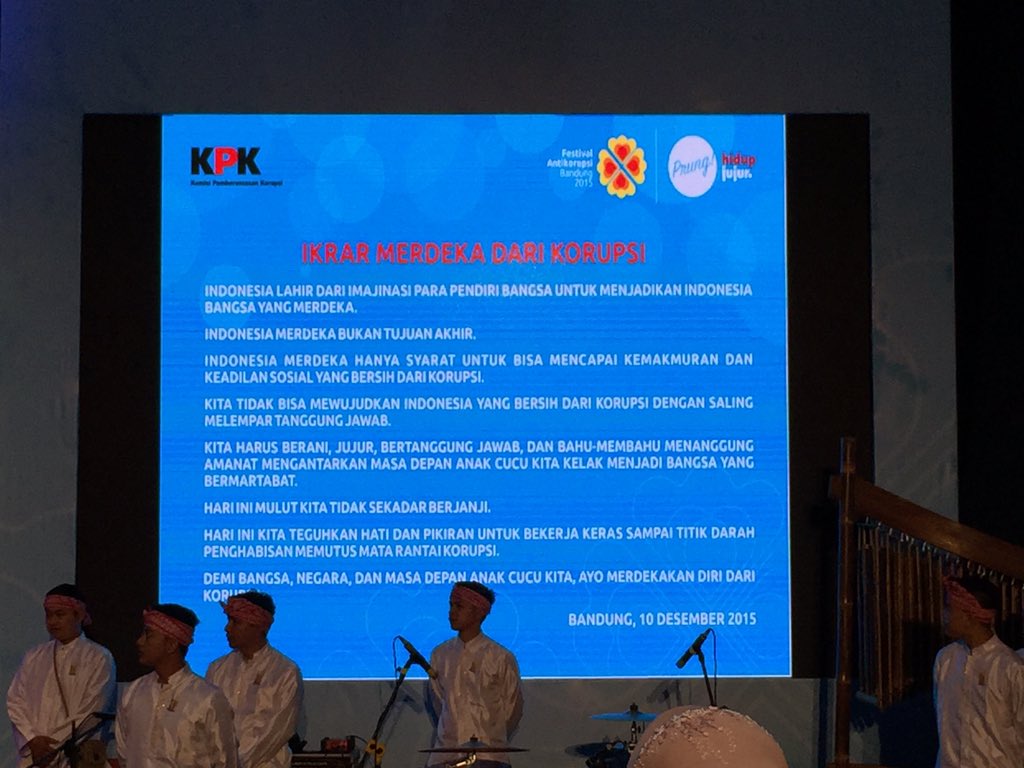 KPK
Komisi Pemberantasan Korupsi
Festival
Antikorupsi
Bandung
2015
Prung!
hidup
jujur.
IKRAR MERDEKA DARI KORUPSI
INDONESIA LAHIR DARI IMAJINASI PARA PENDIRI BANGSA UNTUK MENJADIKAN INDONESIA
BANGSA YANG MERDEKA.
INDONESIA MERDEKA BUKAN TUJUAN AKHIR.
INDONESIA MERDEKA HANYA SYARAT UNTUK BISA MENCAPAI KEMAKMURAN DAN
KEADILAN SOSIAL YANG BERSIH DARI KORUPSI.
KITA TIDAK BISA MEWUJUDKAN INDONESIA YANG BERSIH DARI KORUPSI DENGAN SALING
MELEMPAR TANGGUNG JAWAB.
KITA HARUS BERANI, JUJUR, BERTANGGUNG JAWAB, DAN BAHU-MEMBAHU MENANGGUNG
AMANAT MENGANTARKAN MASA DEPAN ANAK CUCU KITA KELAK MENJADI BANGSA YANG
BERMARTABAT.
HARI INI MULUT KITA TIDAK SEKADAR BERJANJI.
HARI INI KITA TEGUHKAN HATI DAN PIKIRAN UNTUK BEKERJA KERAS SAMPAI TITIK DARAH
PENGHABISAN MEMUTUS MATA RANTAI KORUPSI.
DEMI BANGSA, NEGARA, DAN MASA DEPAN ANAK CUCU KITA, AYO MERDEKAKAN DIRI DARI
BANDUNG, 10 DESEMBER 2015